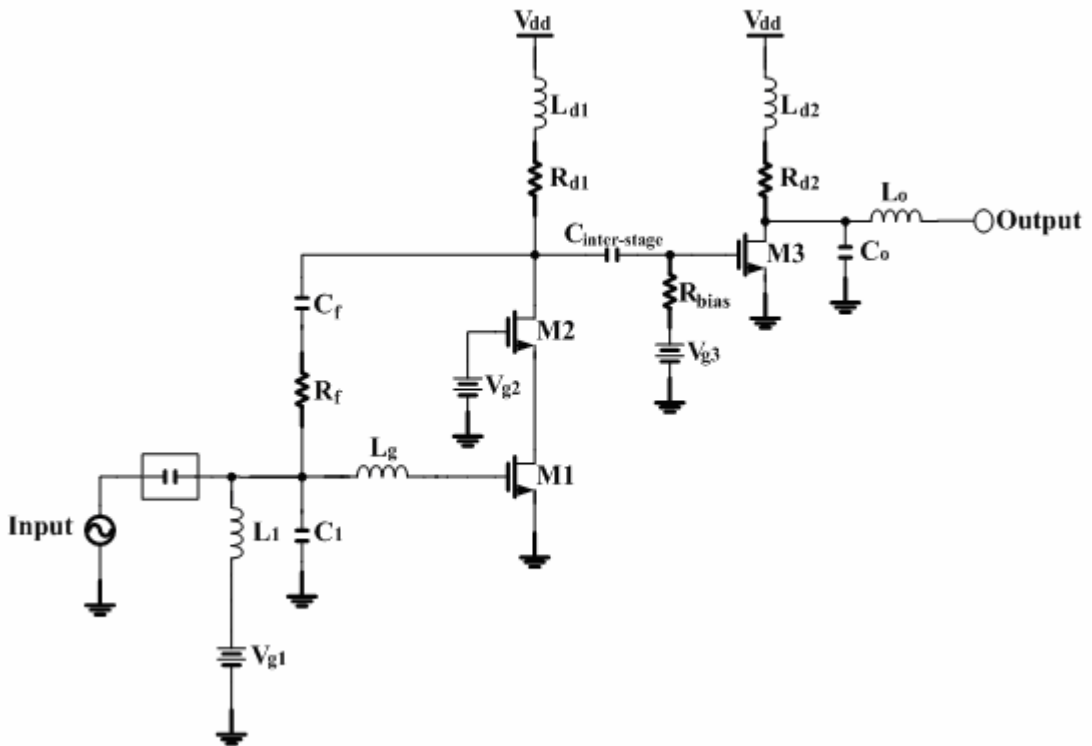 Vdd
Vdd
Ld1
Ld2
Rd1
Rd2
Lo
Output
Cinter-stage
M3
Co
Cf
Rbias
M2
Vg3
Rf
Vg2
Lg
M1
Input
L1
C1
Vg1